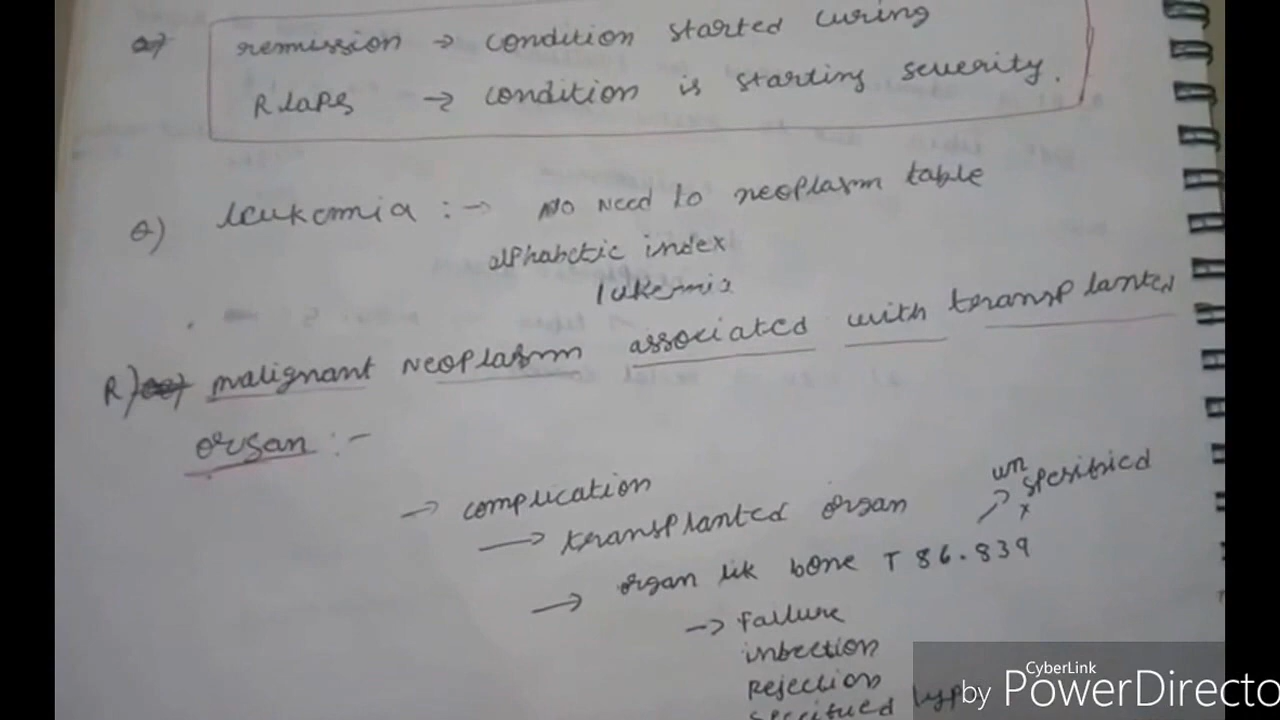 remission → condition started curing
Rlaps → condition is starting severity.
Q) leukemia :→ No need to neoplasm table
alphabetic index
lukemia
R) malignant neoplasm associated with transplanted
organ :-
→ complication
→ transplanted organ
un
↗ spesified
x
→ organ lik bone T 86.839
→ failure
infection
Rejection
CyberLink
by PowerDirecto